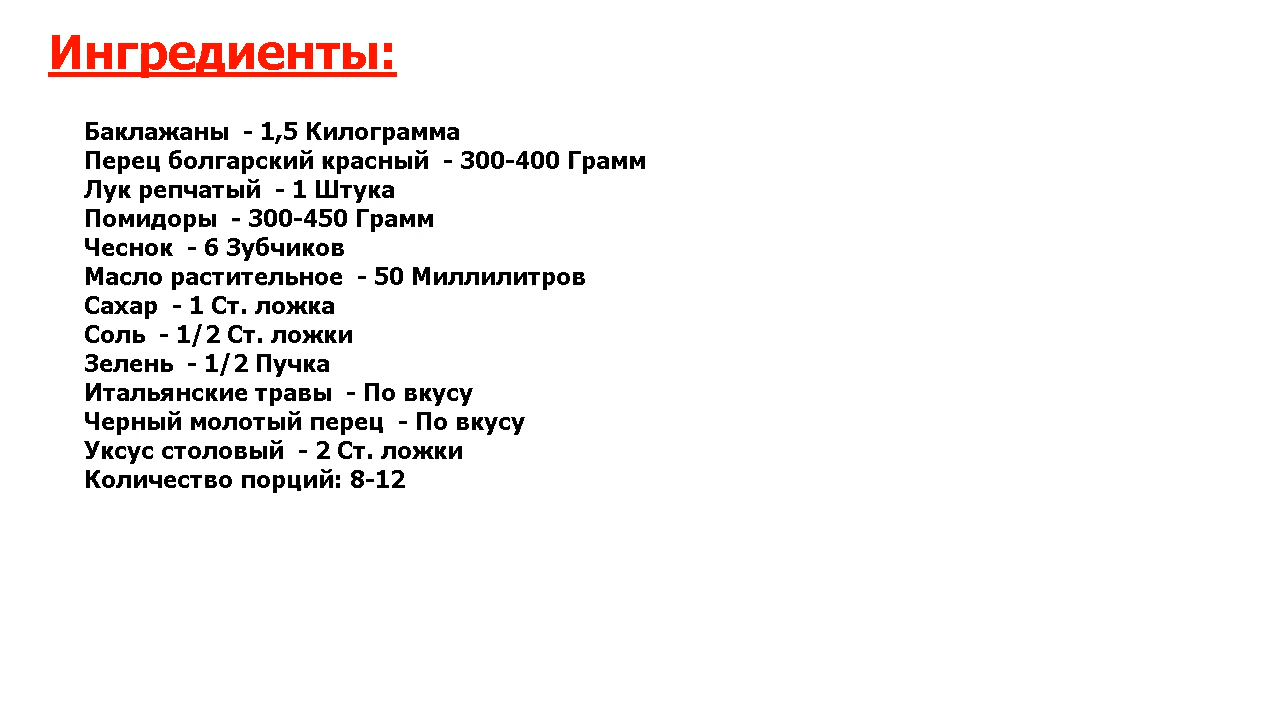 Ингредиенты:
Баклажаны  - 1,5 Килограмма
Перец болгарский красный  - 300-400 Грамм
Лук репчатый  - 1 Штука
Помидоры  - 300-450 Грамм
Чеснок  - 6 Зубчиков
Масло растительное  - 50 Миллилитров
Сахар  - 1 Ст. ложка
Соль  - 1/2 Ст. ложки
Зелень  - 1/2 Пучка
Итальянские травы  - По вкусу
Черный молотый перец  - По вкусу
Уксус столовый  - 2 Ст. ложки
Количество порций: 8-12